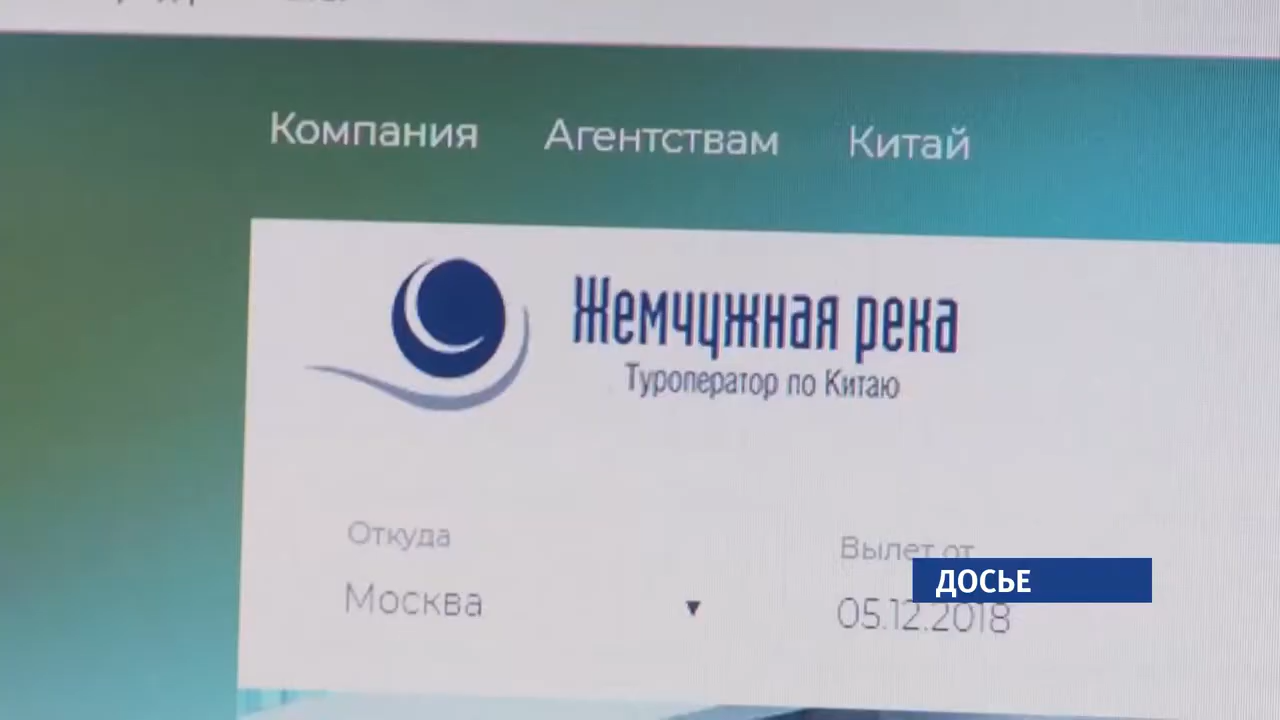 Компания Агентствам Китай
Жемчужная река
Туроператор по Китаю
Откуда
Вылет от
Москва
05.12.2018
ДОСЬЕ